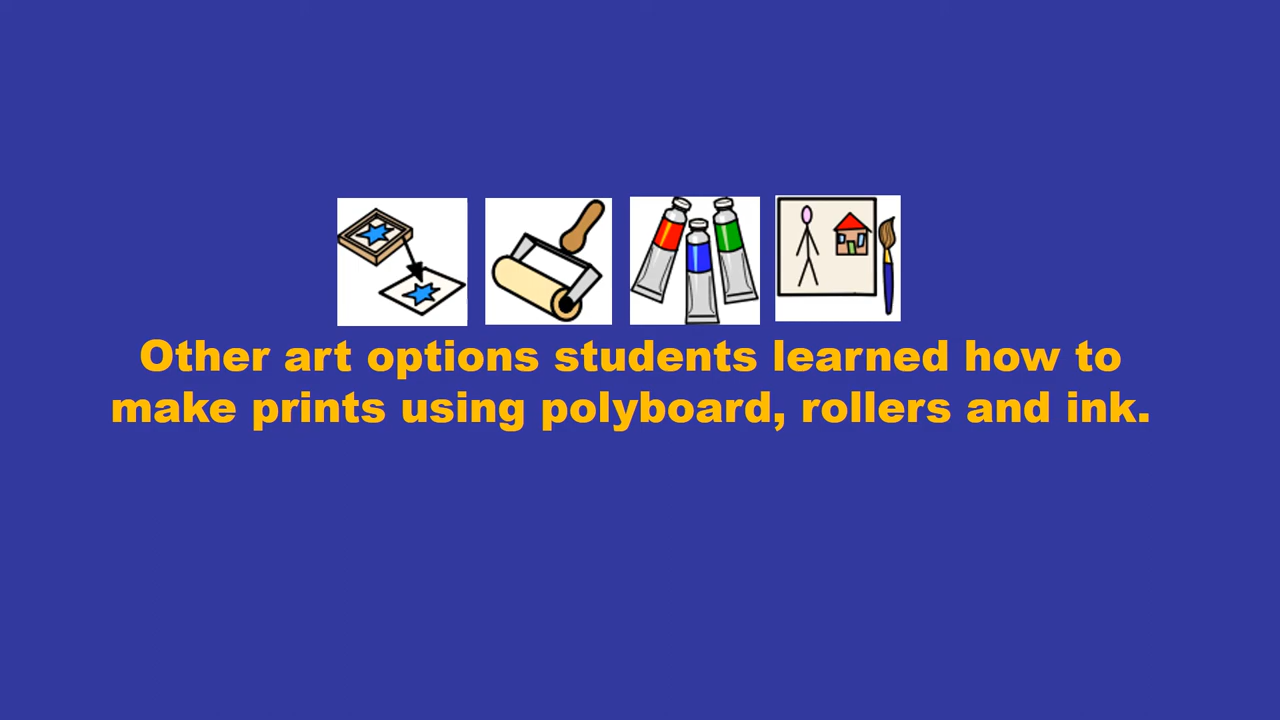 Other art options students learned how to
make prints using polyboard, rollers and ink.